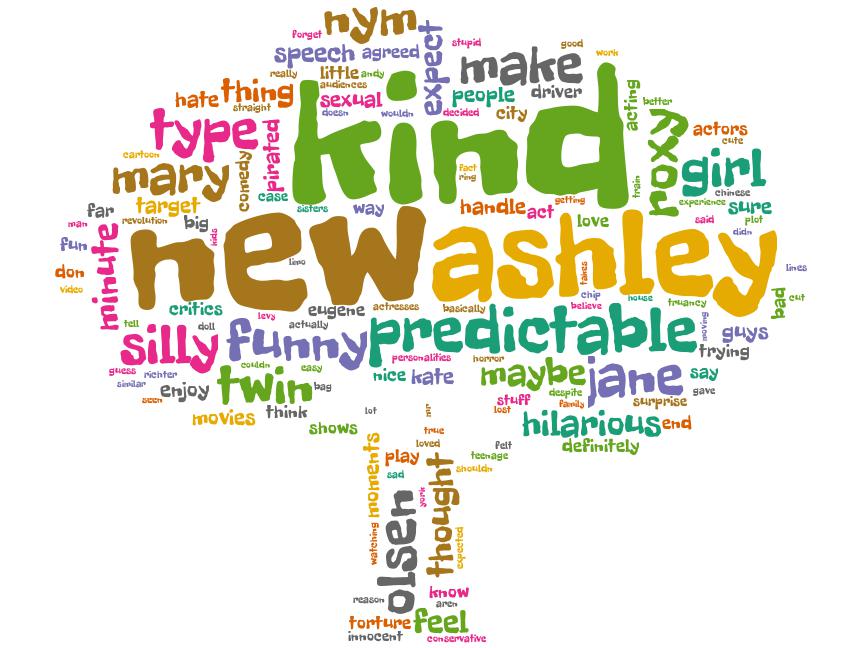 nym
forget
expect
speech agreed stupid good
work
really little andy make
audiences
hate thing sexual people driver
straight
doesn wouldn decided city acting better
kind
type pirated roxy actors
cute
cartoon comedy fact girl
ring
mary case train chinese
target sisters way handle act getting experience sure
far revolution big love said plot
man kids didn
fun minute new ashley
limo
don takes lines
video chip house truancy bad cut
critics eugene actresses basically believe
tell doll levy actually predictable moving guys
silly funny
couldn easy personalities horror trying
guess richter nice kate maybe jane say
similar enjoy twin bag despite gave
seen stuff family surprise
movies think lot mr lost hilarious end
shows true
loved felt definitely
moments play teenage
sad shouldn
olsen york thought
watching expected
know
reason aren
torture feel
innocent conservative